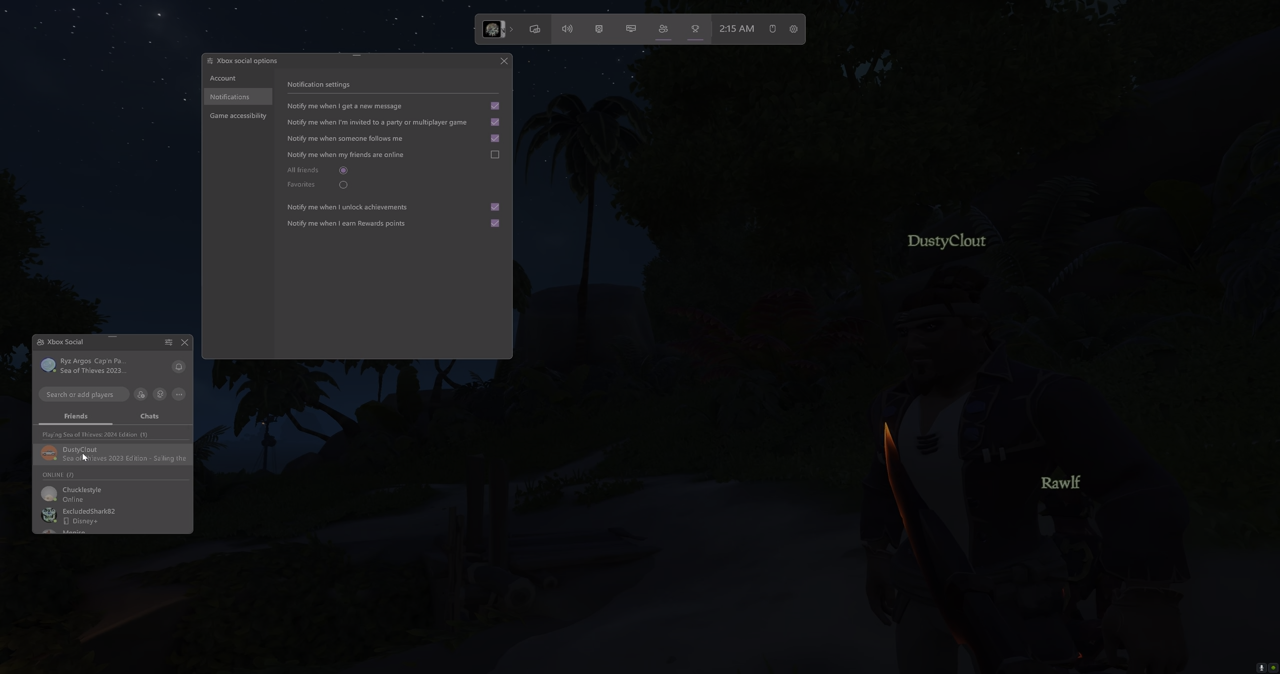 2:15 AM
Xbox social options
Account
Notifications
Game accessibility
Notification settings
Notify me when I get a new message
Notify me when I'm invited to a party or multiplayer game
Notify me when someone follows me
Notify me when my friends are online
All friends
Favorites
Notify me when I unlock achievements
Notify me when I earn Rewards points
DustyClout
Rawlf
Xbox Social
Ryz Argos Cap'n Pa...
Sea of Thieves 2023...
Search or add players
Friends
Chats
Playing Sea of Thieves 2024 Edition (1)
DustyClout
Sea of Thieves 2023 Edition - Sailing the
ONLINE (7)
Chucklestyle
Online
ExcludedShark82
Disney+